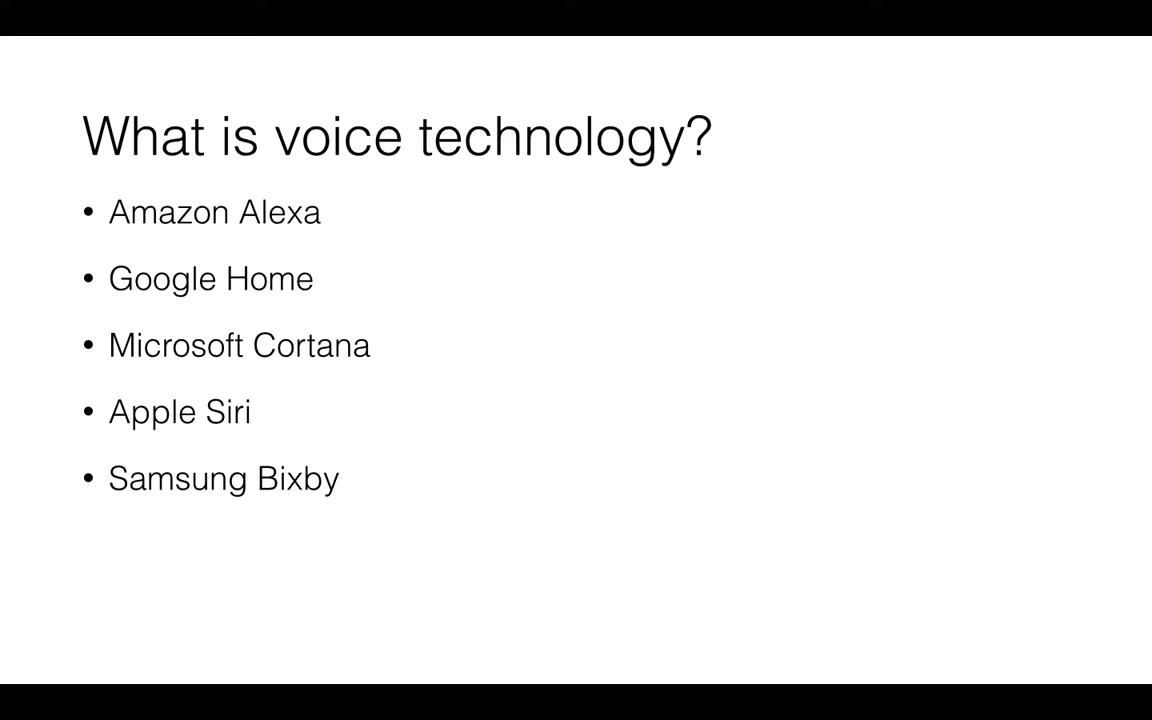 What is voice technology?
• Amazon Alexa
• Google Home
• Microsoft Cortana
• Apple Siri
• Samsung Bixby